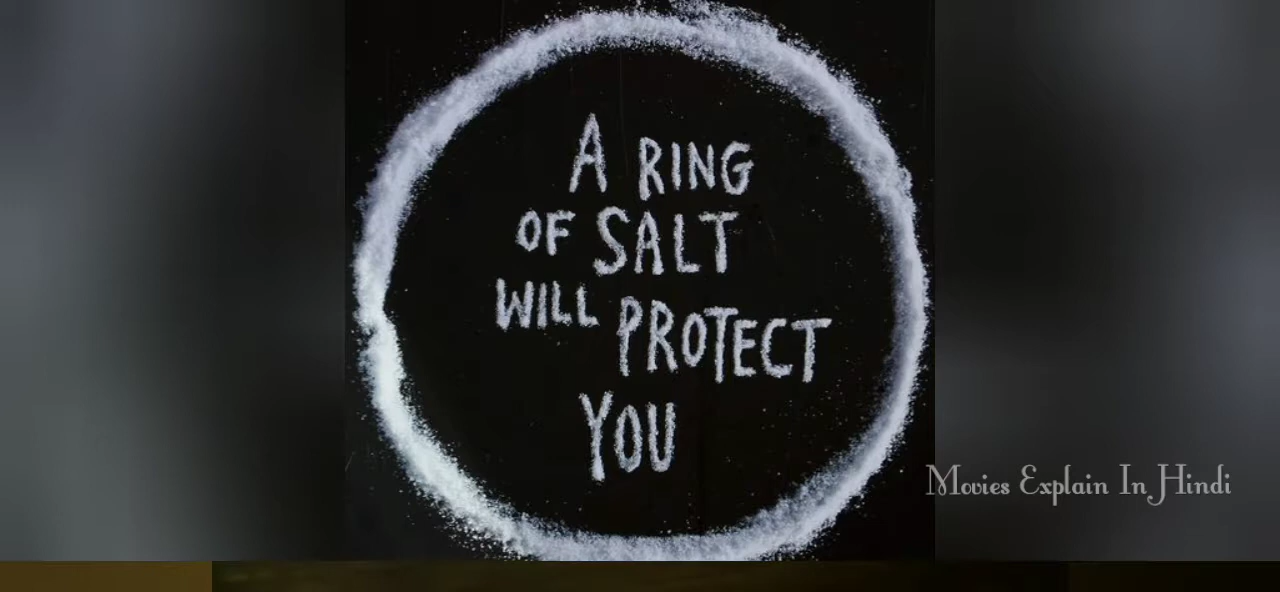 A RING
OF SALT
WILL PROTECT
YOU
Movies Explain In Hindi